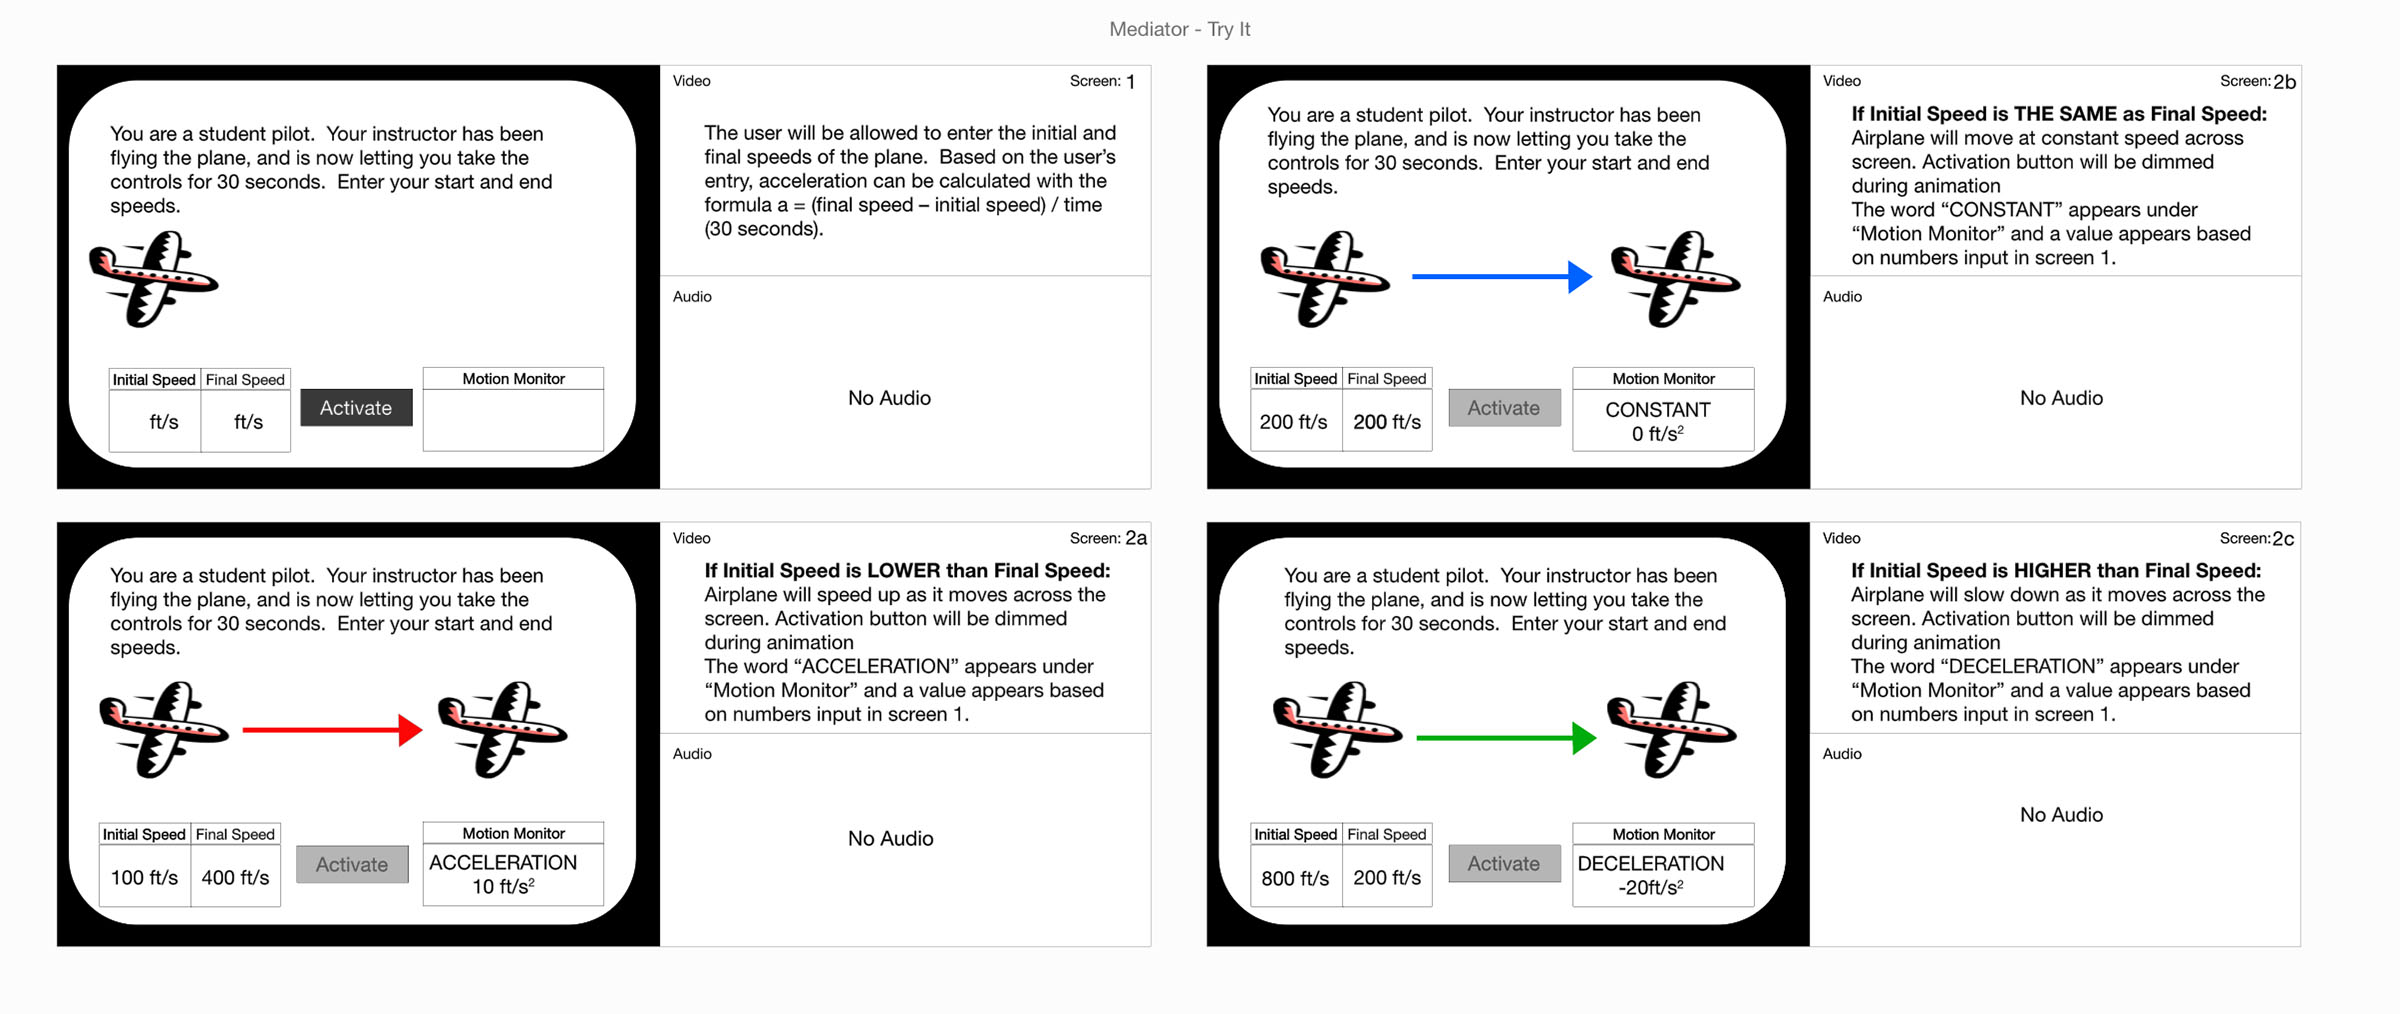 Mediator - Try It
You are a student pilot.  Your instructor has been
flying the plane, and is now letting you take the
controls for 30 seconds.  Enter your start and end
speeds.
Initial Speed
Final Speed
ft/s
ft/s
Activate
Motion Monitor
Video
Screen: 1
The user will be allowed to enter the initial and
final speeds of the plane.  Based on the user’s
entry, acceleration can be calculated with the
formula a = (final speed – initial speed) / time
(30 seconds).
Audio
No Audio
You are a student pilot.  Your instructor has been
flying the plane, and is now letting you take the
controls for 30 seconds.  Enter your start and end
speeds.
Initial Speed
Final Speed
200 ft/s
200 ft/s
Activate
Motion Monitor
CONSTANT
0 ft/s²
Video
Screen: 2b
If Initial Speed is THE SAME as Final Speed:
Airplane will move at constant speed across
screen. Activation button will be dimmed
during animation
The word “CONSTANT” appears under
“Motion Monitor” and a value appears based
on numbers input in screen 1.
Audio
No Audio
You are a student pilot.  Your instructor has been
flying the plane, and is now letting you take the
controls for 30 seconds.  Enter your start and end
speeds.
Initial Speed
Final Speed
100 ft/s
400 ft/s
Activate
Motion Monitor
ACCELERATION
10 ft/s²
Video
Screen: 2a
If Initial Speed is LOWER than Final Speed:
Airplane will speed up as it moves across the
screen. Activation button will be dimmed
during animation
The word “ACCELERATION” appears under
“Motion Monitor” and a value appears based
on numbers input in screen 1.
Audio
No Audio
You are a student pilot.  Your instructor has been
flying the plane, and is now letting you take the
controls for 30 seconds.  Enter your start and end
speeds.
Initial Speed
Final Speed
800 ft/s
200 ft/s
Activate
Motion Monitor
DECELERATION
-20ft/s²
Video
Screen: 2c
If Initial Speed is HIGHER than Final Speed:
Airplane will slow down as it moves across the
screen. Activation button will be dimmed
during animation
The word “DECELERATION” appears under
“Motion Monitor” and a value appears based
on numbers input in screen 1.
Audio
No Audio